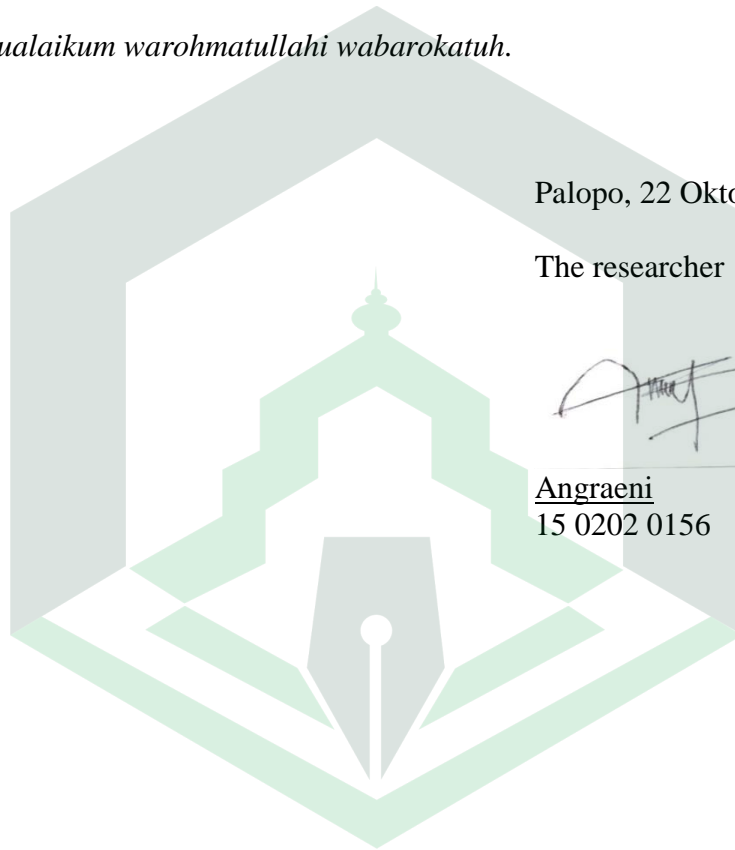 ualaikum warohmatullahi wabarokatuh.
Palopo, 22 Okto
The researcher
Angraeni
15 0202 0156